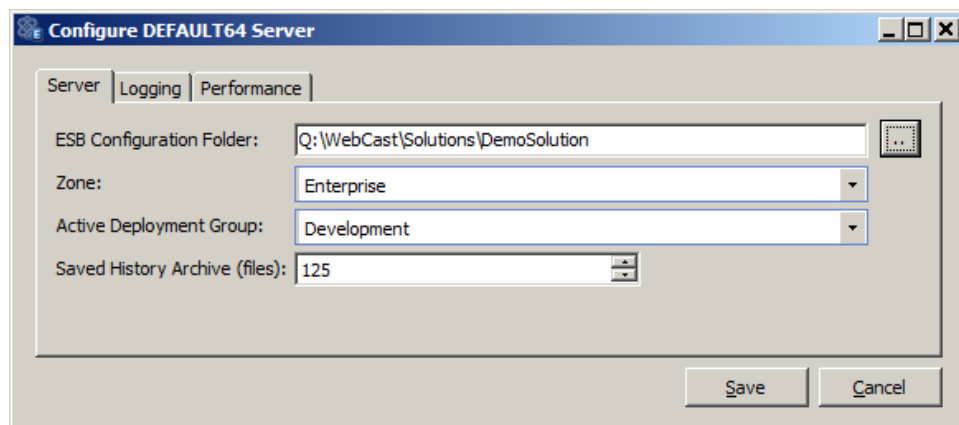 Configure DEFAULT64 Server
Server Logging Performance
ESB Configuration Folder: Q:\WebCast\Solutions\DemoSolution ..
Zone: Enterprise
Active Deployment Group: Development
Saved History Archive (files): 125
Save Cancel